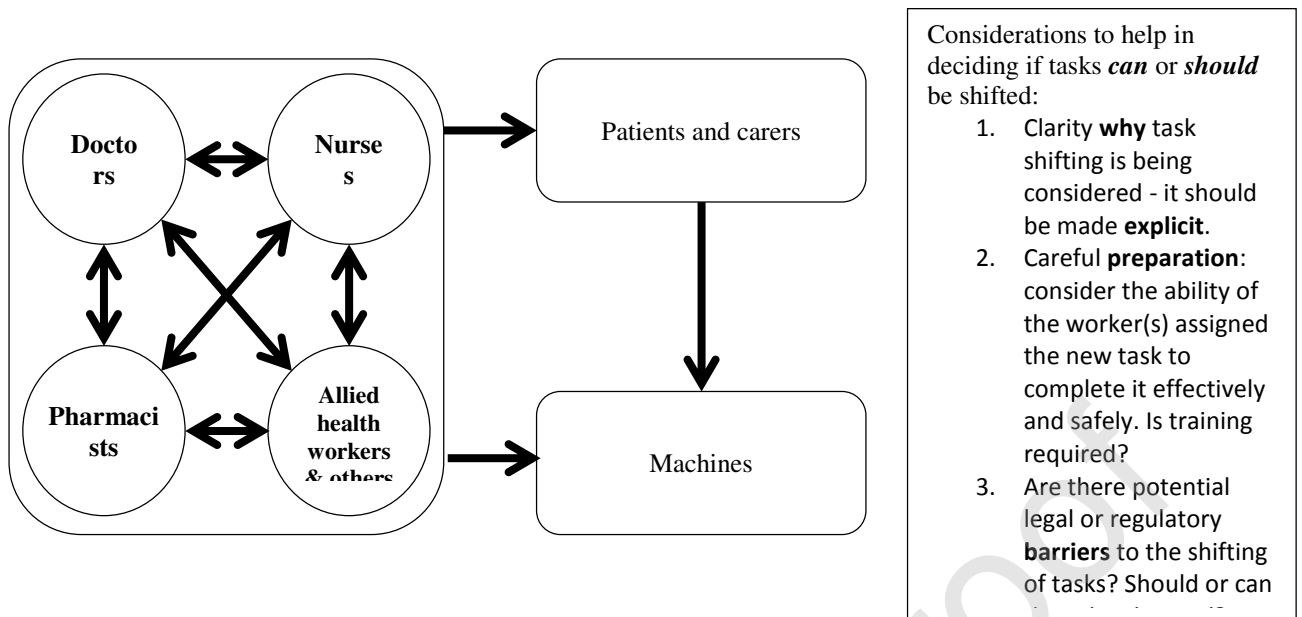 Docto
rs
Nurse
s
Pharmaci
sts
Allied
health
workers
& others
Patients and carers
Machines
Considerations to help in
deciding if tasks can or should
be shifted:
1. Clarity why task
shifting is being
considered - it should
be made explicit.
2. Careful preparation:
consider the ability of
the worker(s) assigned
the new task to
complete it effectively
and safely. Is training
required?
3. Are there potential
legal or regulatory
barriers to the shifting
of tasks? Should or can